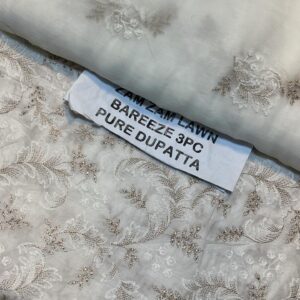 ZAM ZAM LAWN
BAREEZE 3PC
PURE DUPATTA